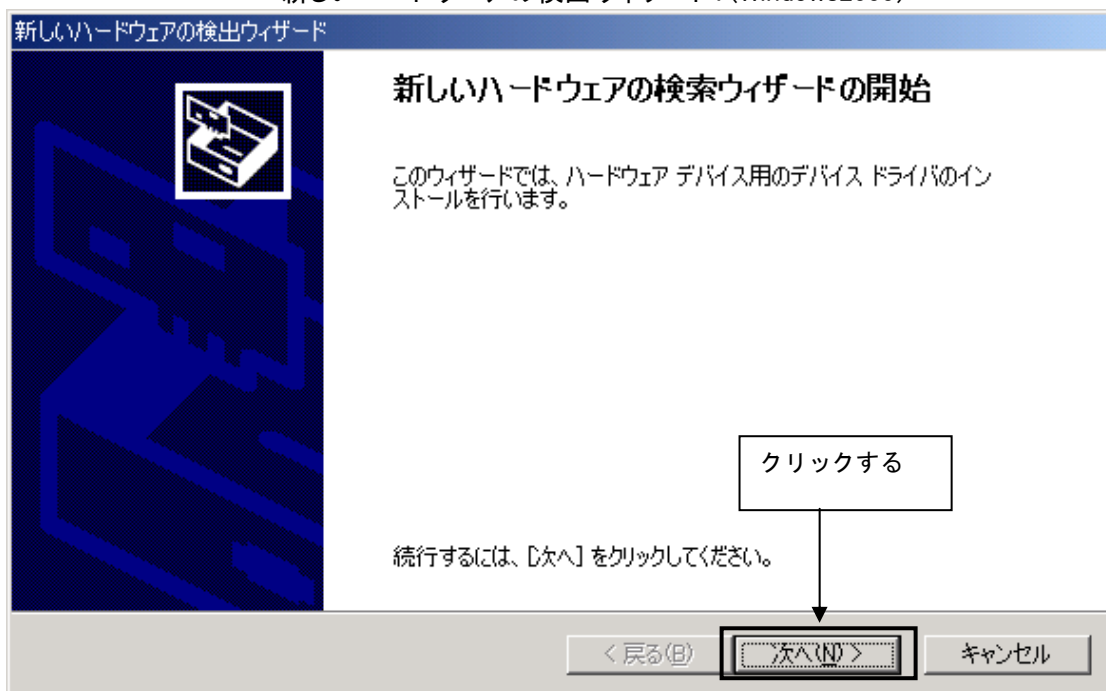 新しいハードウェアの検出ウィザード
新しいハードウェアの検索ウィザードの開始
このウィザードでは、ハードウェア デバイス用のデバイス ドライバのイン
ストールを行います。
クリックする
続行するには、[次へ] をクリックしてください。
< 戻る(B)
次へ(N) >
キャンセル